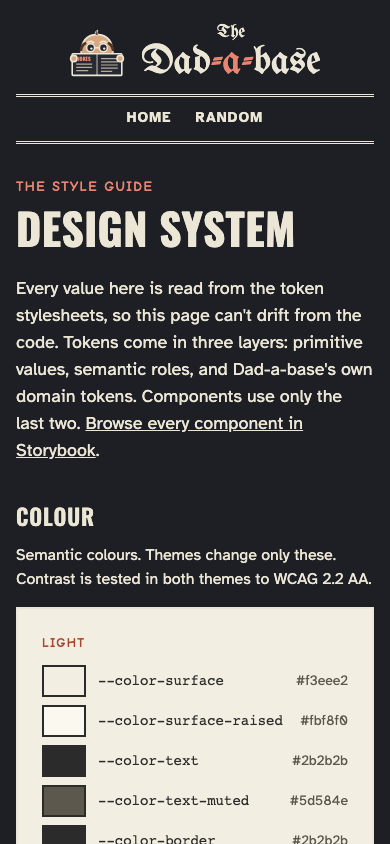 The
Dad-a-base
JOKES
HOME RANDOM
THE STYLE GUIDE
DESIGN SYSTEM
Every value here is read from the token
stylesheets, so this page can't drift from the
code. Tokens come in three layers: primitive
values, semantic roles, and Dad-a-base's own
domain tokens. Components use only the
last two. Browse every component in
Storybook.
COLOUR
Semantic colours. Themes change only these.
Contrast is tested in both themes to WCAG 2.2 AA.
LIGHT
--color-surface #f3eee2
--color-surface-raised #fbf8f0
--color-text #2b2b2b
--color-text-muted #5d584e
--color-border #2b2b2b